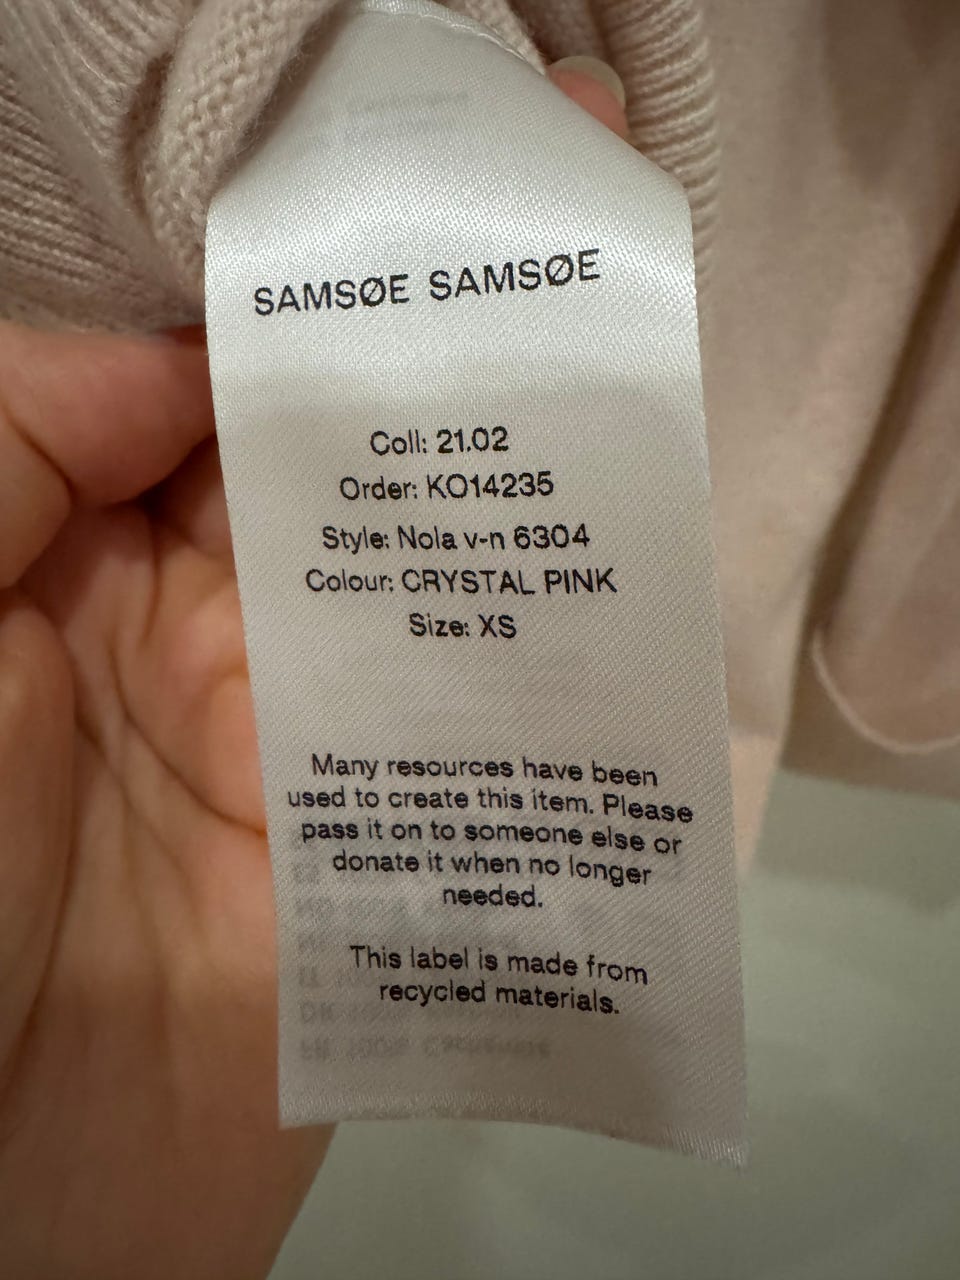 SAMSØE SAMSØE
Coll: 21.02
Order: KO14235
Style: Nola v-n 6304
Colour: CRYSTAL PINK
Size: XS
Many resources have been
used to create this item. Please
pass it on to someone else or
donate it when no longer
needed.
This label is made from
recycled materials.